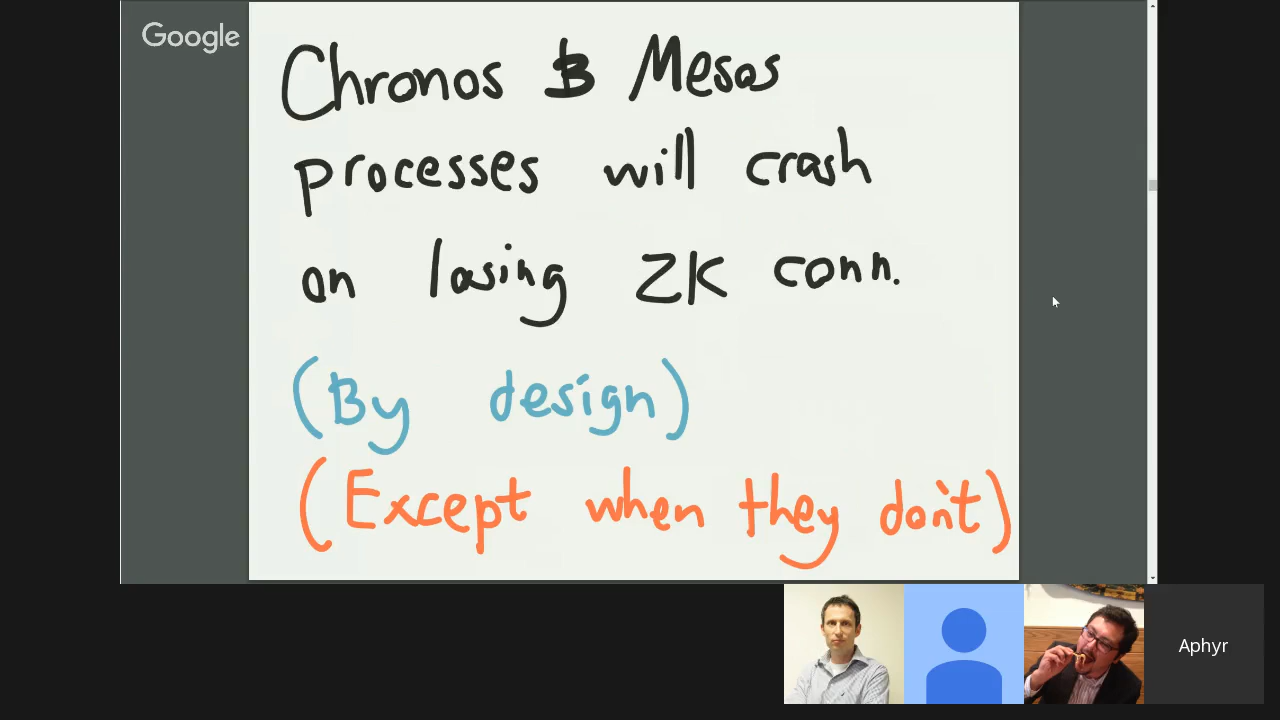 Google
Chronos & Mesos
processes will crash
on losing ZK conn.
(By design)
(Except when they don't)
Aphyr